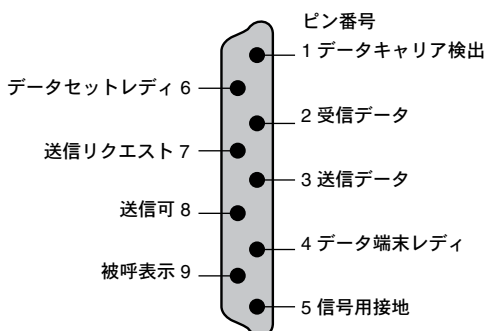 ピン番号
1 データキャリア検出
データセットレディ 6
2 受信データ
送信リクエスト 7
3 送信データ
送信可 8
4 データ端末レディ
被呼表示 9
5 信号用接地